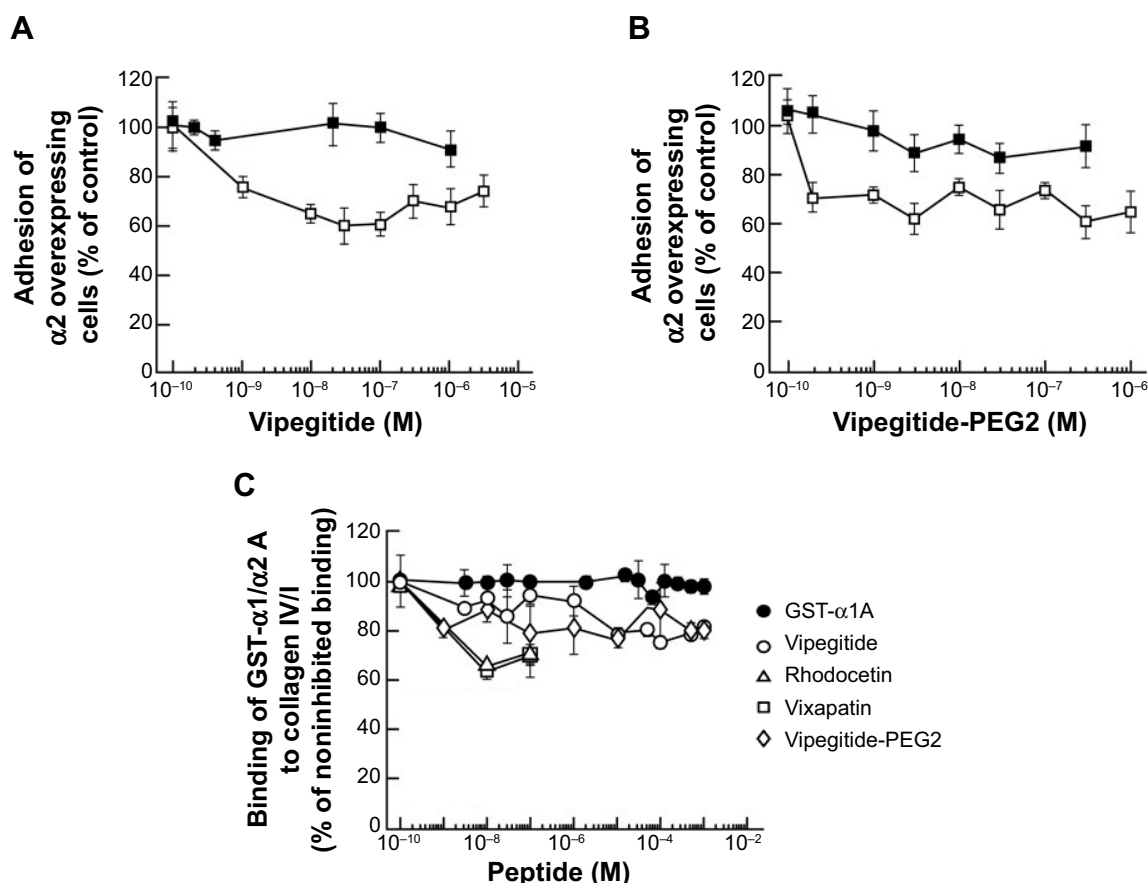 A
Adhesion of
α2 overexpressing
cells (% of control)
120
100
80
60
40
20
0
10⁻¹⁰
10⁻⁹
10⁻⁸
10⁻⁷
10⁻⁶
10⁻⁵
Vipegitide (M)
B
Adhesion of
α2 overexpressing
cells (% of control)
120
100
80
60
40
20
0
10⁻¹⁰
10⁻⁹
10⁻⁸
10⁻⁷
10⁻⁶
Vipegitide-PEG2 (M)
C
Binding of GST-α1/α2 A
to collagen IV/I
(% of noninhibited binding)
120
100
80
60
40
20
0
10⁻¹⁰
10⁻⁸
10⁻⁶
10⁻⁴
10⁻²
Peptide (M)
GST-α1A
Vipegitide
Rhodocetin
Vixapatin
Vipegitide-PEG2